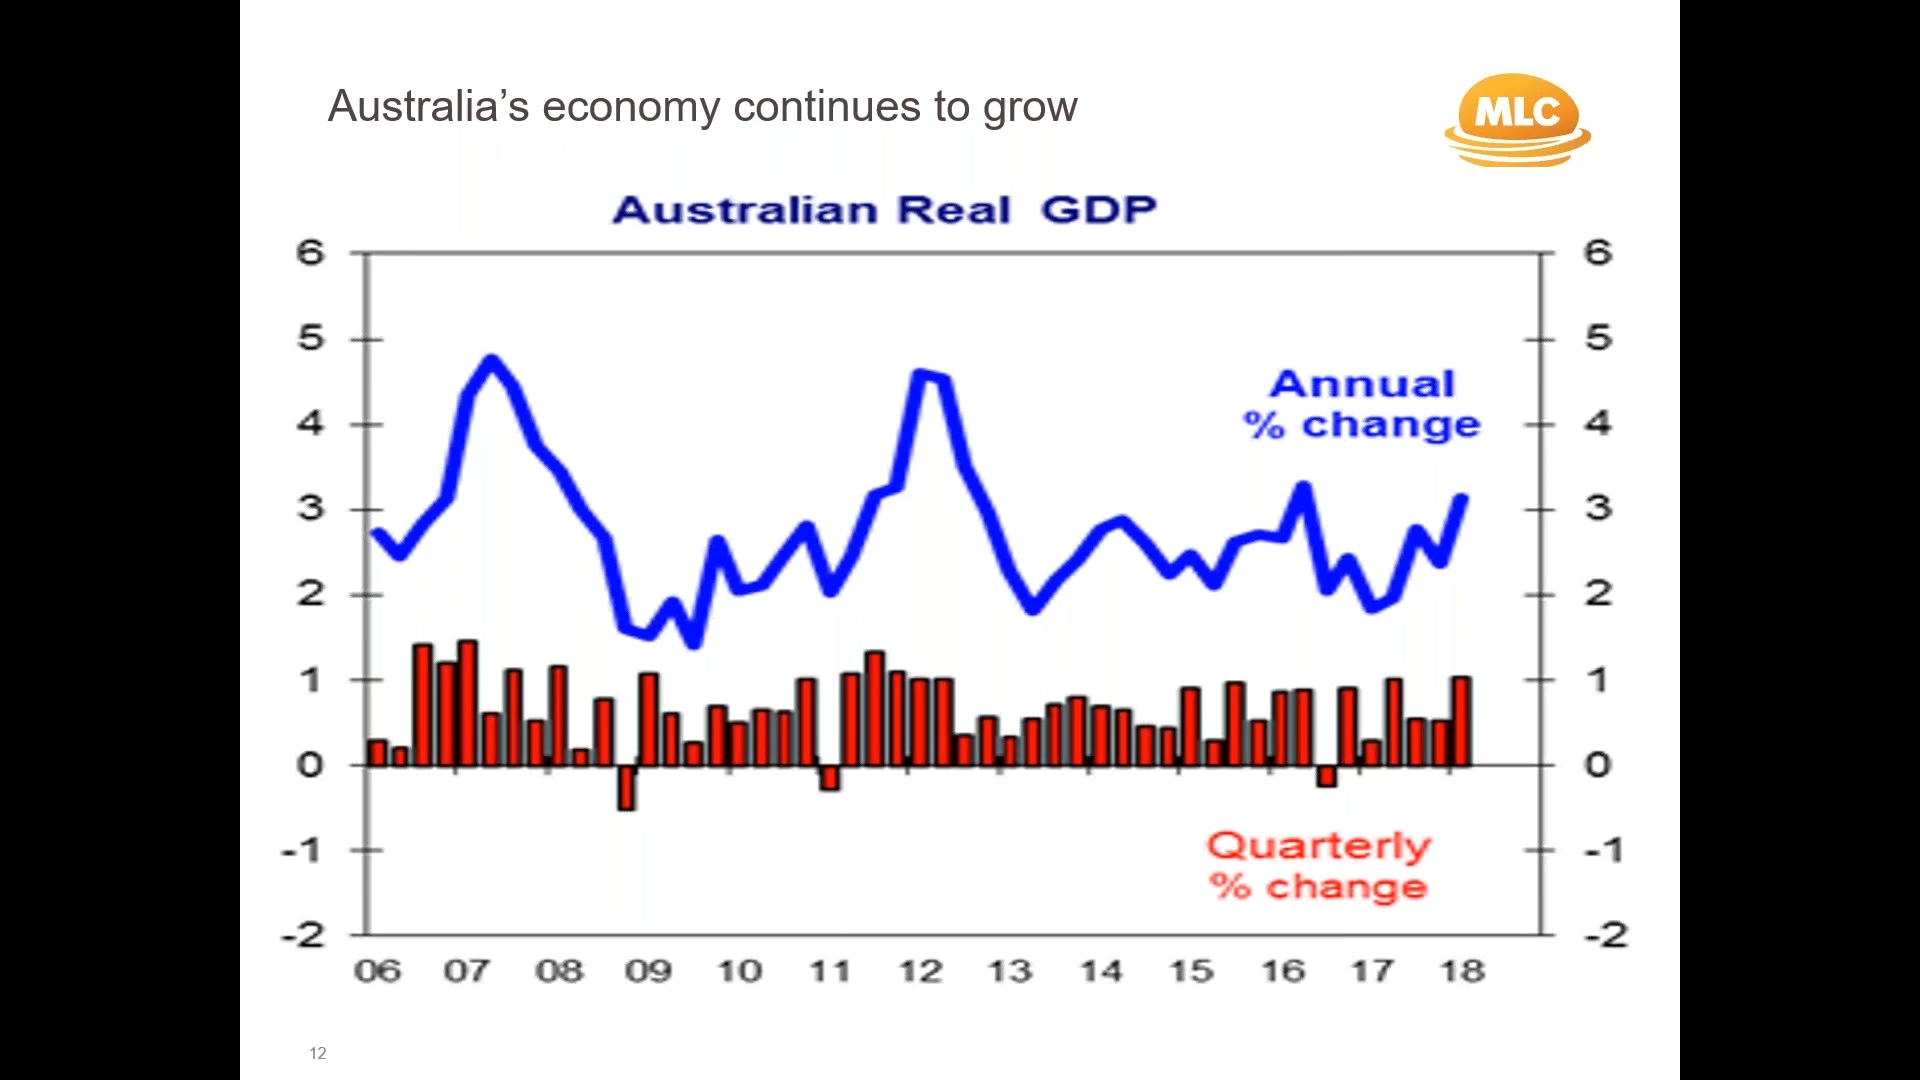 Australia’s economy continues to grow
MLC
Australian Real GDP
6 6
5 5
Annual
4 % change 4
3 3
2 2
1 1
0 0
Quarterly
-1 -1
% change
-2 -2
06 07 08 09 10 11 12 13 14 15 16 17 18
12